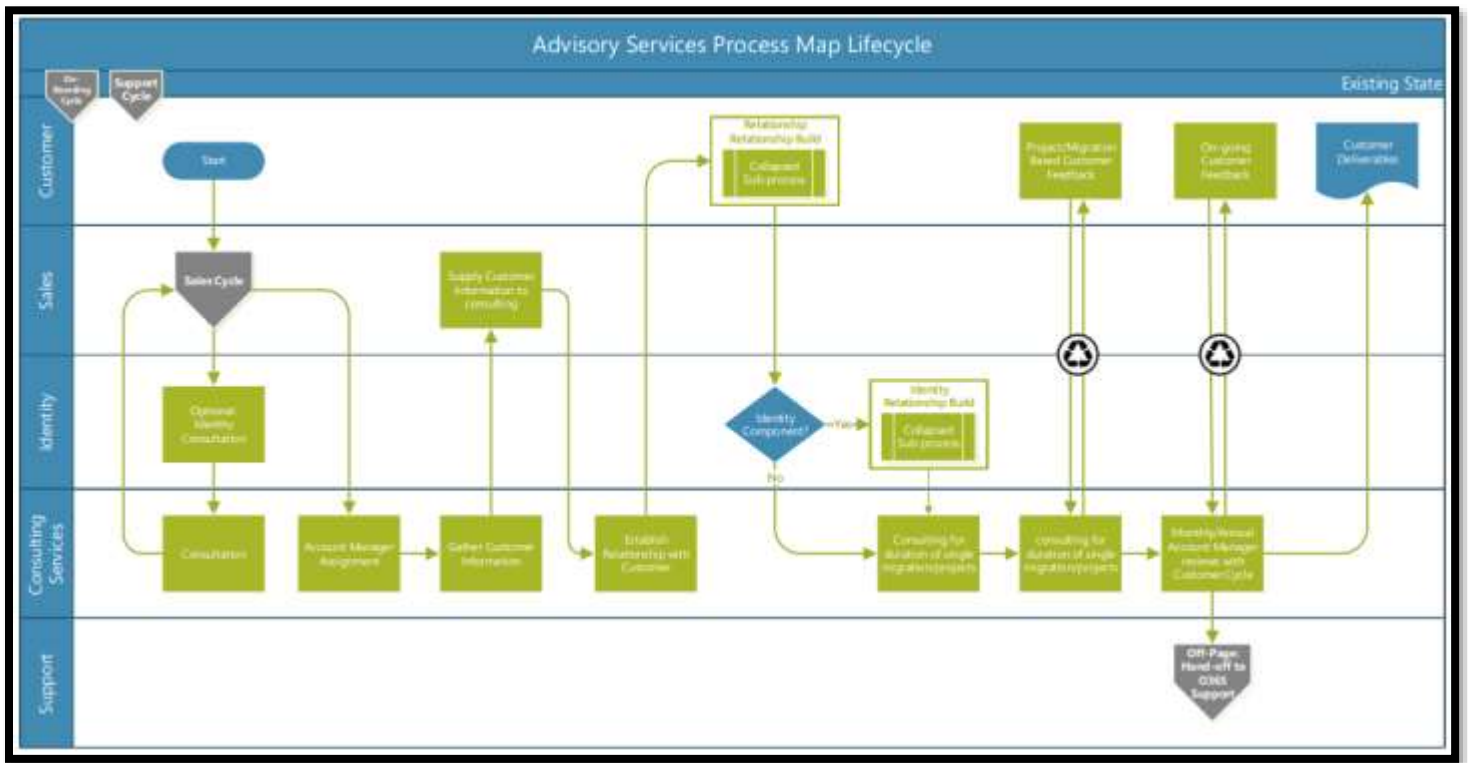 Advisory Services Process Map Lifecycle
Existing State
On-
Boarding
Cycle
Support
Cycle
Customer
Start
Relationship
Relationship Build
Collapsed
Sub-process
Project/Migration
Based Customer
Feedback
On-going
Customer
Feedback
Customer
Deliverables
Sales
Sales Cycle
Supply Customer
Information to
consulting
Identity
Optional
Identity
Consultation
Identity
Component?
Yes
No
Identity
Relationship Build
Collapsed
Sub-process
Consulting
Services
Consultation
Account Manager
Assignment
Gather Customer
Information
Establish
Relationship with
Customer
Consulting for
duration of single
migration/projects
consulting for
duration of single
migration/projects
Monthly/Annual
Account Manager
reviews with
Customer Cycle
Support
Off-Page:
Hand-off to
O365
Support